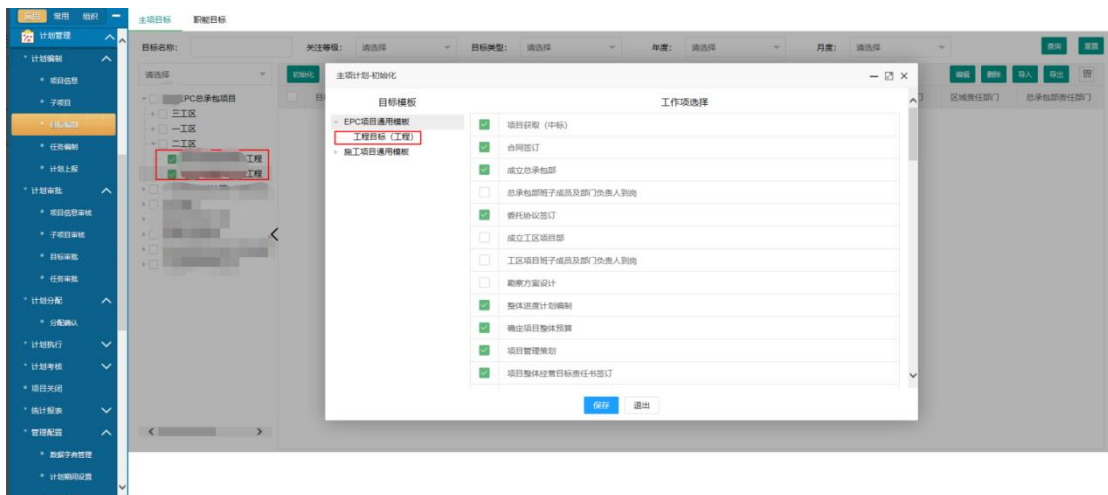 应用 常用 组织
计划管理
计划编制
项目信息
子项目
目标编制
任务编制
计划上报
计划审批
项目信息审核
子项目审核
目标审批
任务审批
计划分配
分配确认
计划执行
计划考核
项目关闭
统计报表
管理配置
数据字典管理
计划期间设置
主项目标 职能目标
目标名称: 关注等级: 请选择 目标类型: 请选择 年度: 请选择 月度: 请选择 查询 重置
请选择
PC总承包项目
三工区
一工区
二工区
工程
工程
初始化 编辑 删除 导入 导出
区域责任部门 总承包部责任部门
主项计划-初始化
目标模板
EPC项目通用模板
工程目标（工程）
施工项目通用模板
工作项选择
项目获取（中标）
合同签订
成立总承包部
总承包部班子成员及部门负责人到岗
委托协议签订
成立工区项目部
工区项目班子成员及部门负责人到岗
勘察方案设计
整体进度计划编制
确定项目整体预算
项目管理策划
项目整体经营目标责任书签订
保存 退出